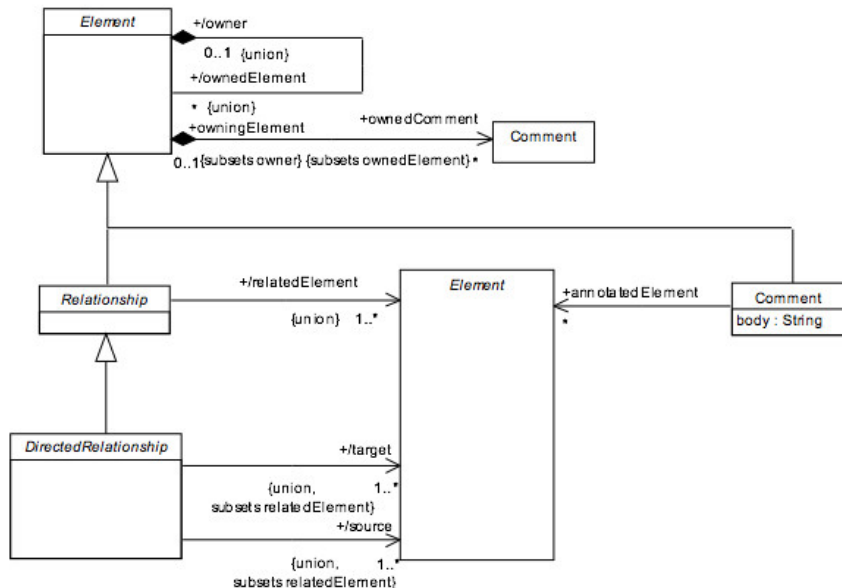 Element
+/owner
0..1 {union}
+/ownedElement
* {union}
+owningElement
+ownedComment
Comment
0..1 {subsets owner} {subsets ownedElement} *
Relationship
+/relatedElement
{union} 1..*
Element
+annotatedElement
*
Comment
body : String
DirectedRelationship
+/target
{union, 1..*
subsets relatedElement}
+/source
{union, 1..*
subsets relatedElement}